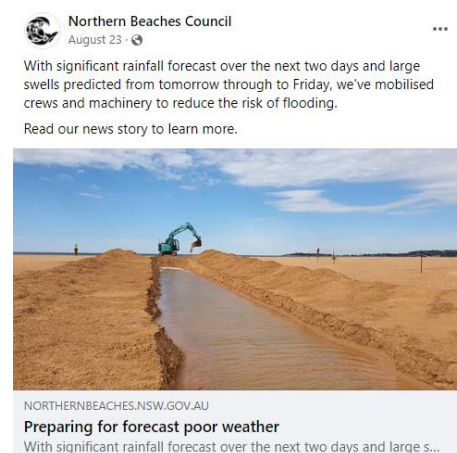 Northern Beaches Council
August 23 ·
With significant rainfall forecast over the next two days and large
swells predicted from tomorrow through to Friday, we've mobilised
crews and machinery to reduce the risk of flooding.
Read our news story to learn more.
NORTHERNBEACHES.NSW.GOV.AU
Preparing for forecast poor weather
With significant rainfall forecast over the next two days and large s...